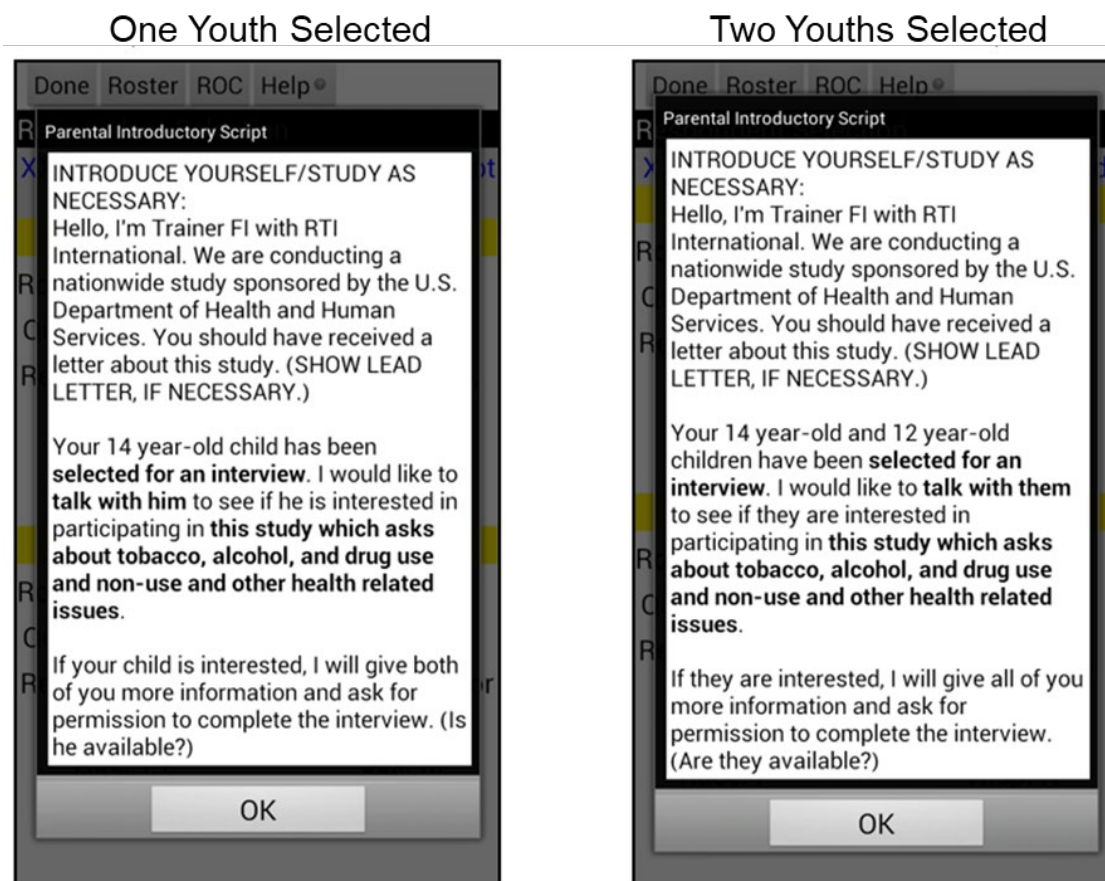 One Youth Selected
Done Roster ROC Help
Parental Introductory Script
INTRODUCE YOURSELF/STUDY AS
NECESSARY:
Hello, I'm Trainer FI with RTI
International. We are conducting a
nationwide study sponsored by the U.S.
Department of Health and Human
Services. You should have received a
letter about this study. (SHOW LEAD
LETTER, IF NECESSARY.)
Your 14 year-old child has been
selected for an interview. I would like to
talk with him to see if he is interested in
participating in this study which asks
about tobacco, alcohol, and drug use
and non-use and other health related
issues.
If your child is interested, I will give both
of you more information and ask for
permission to complete the interview. (Is
he available?)
OK
Two Youths Selected
Done Roster ROC Help
Parental Introductory Script
INTRODUCE YOURSELF/STUDY AS
NECESSARY:
Hello, I'm Trainer FI with RTI
International. We are conducting a
nationwide study sponsored by the U.S.
Department of Health and Human
Services. You should have received a
letter about this study. (SHOW LEAD
LETTER, IF NECESSARY.)
Your 14 year-old and 12 year-old
children have been selected for an
interview. I would like to talk with them
to see if they are interested in
participating in this study which asks
about tobacco, alcohol, and drug use
and non-use and other health related
issues.
If they are interested, I will give all of you
more information and ask for
permission to complete the interview.
(Are they available?)
OK